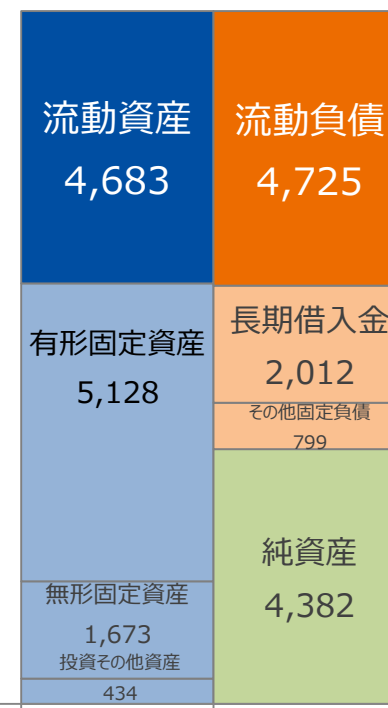 流動資産
4,683
有形固定資産
5,128
無形固定資産
1,673
投資その他資産
434
流動負債
4,725
長期借入金
2,012
その他固定負債
799
純資産
4,382